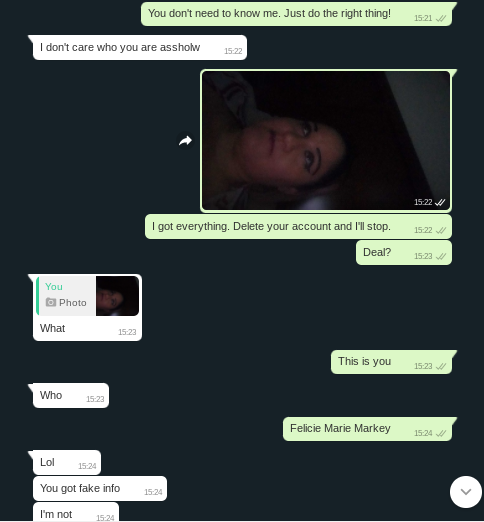 You don't need to know me. Just do the right thing!
15:21
I don't care who you are assholw
15:22
15:22
I got everything. Delete your account and I'll stop.
15:22
Deal?
15:23
You
Photo
What
15:23
This is you
15:23
Who
15:23
Felicie Marie Markey
15:24
Lol
15:24
You got fake info
15:24
I'm not
15:24